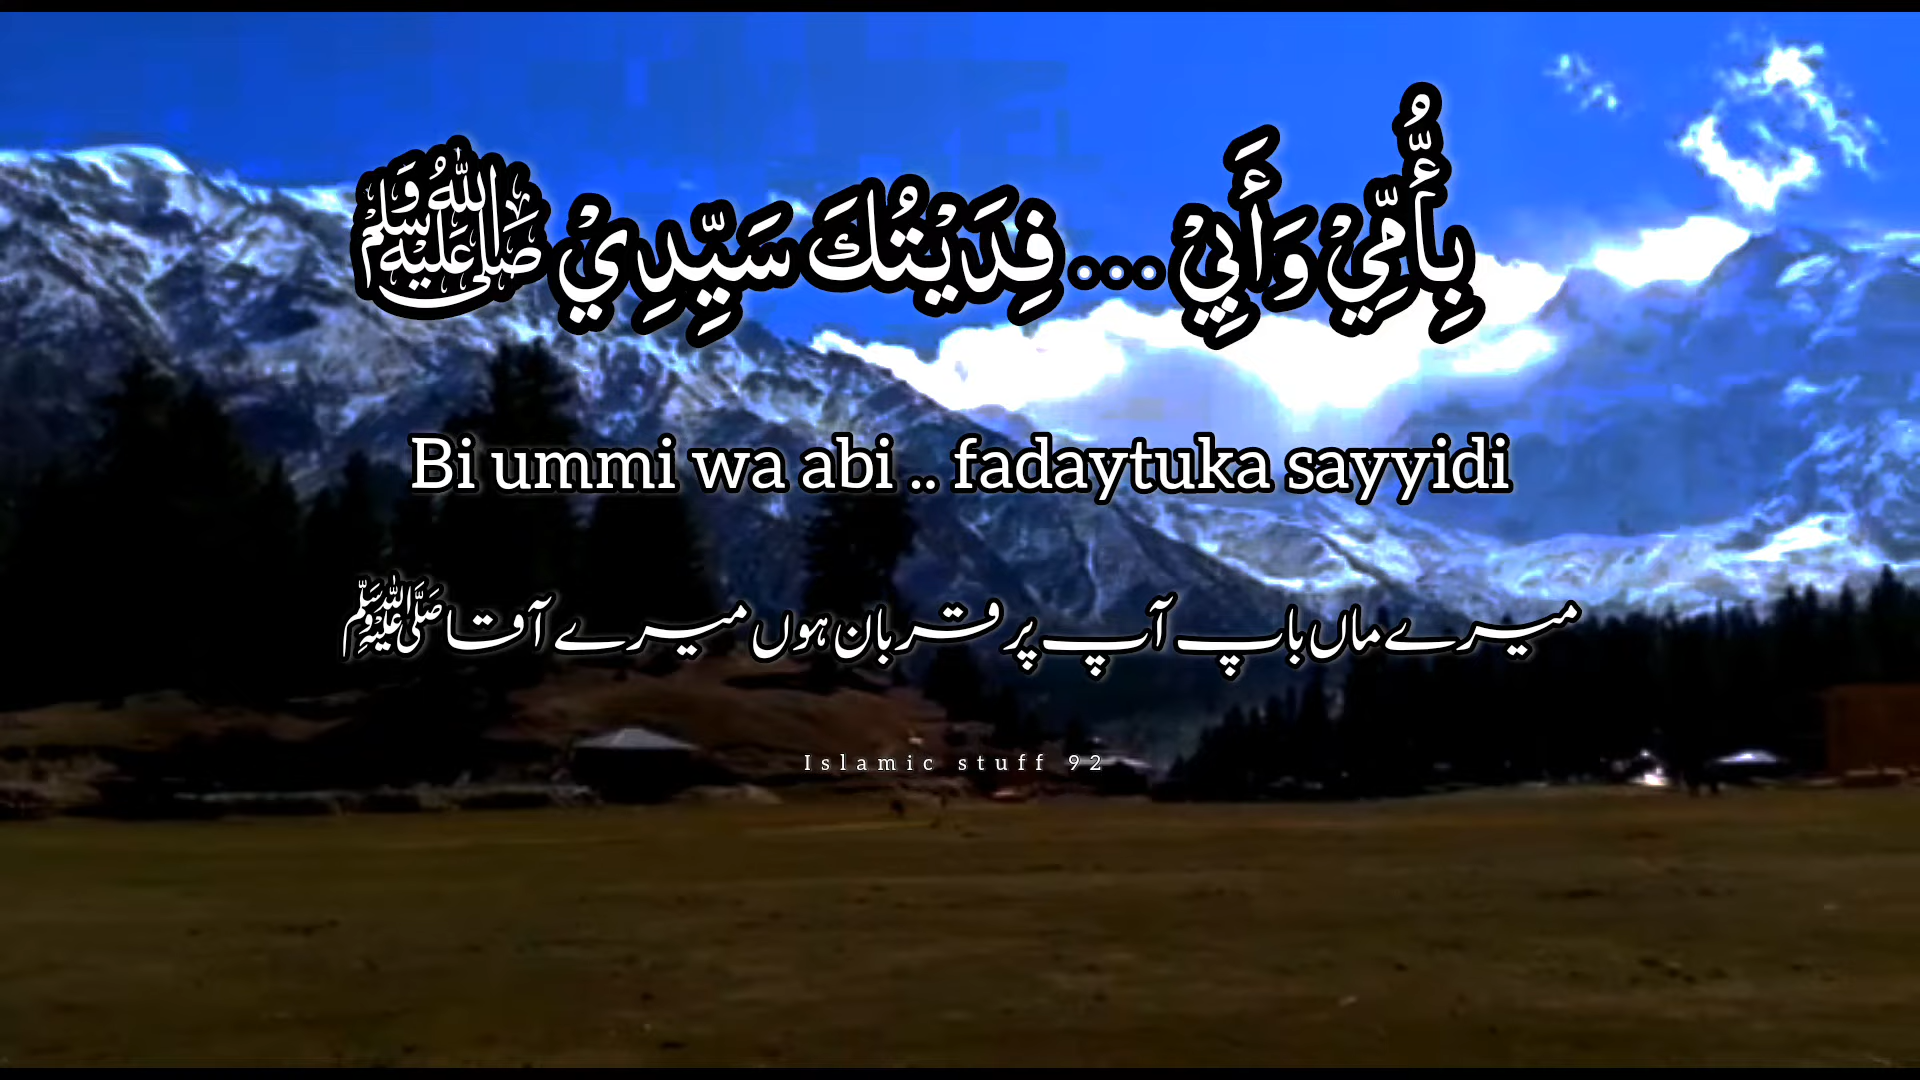 بِأُُمِّيْ وَأَبِيْ ... فِدَيْتُكَ سَيِّدِيْ ﷺ
Bi ummi wa abi .. fadaytuka sayyidi
میرے ماں باپ آپ پر قربان ہوں میرے آقا ﷺ
Islamic stuff 92